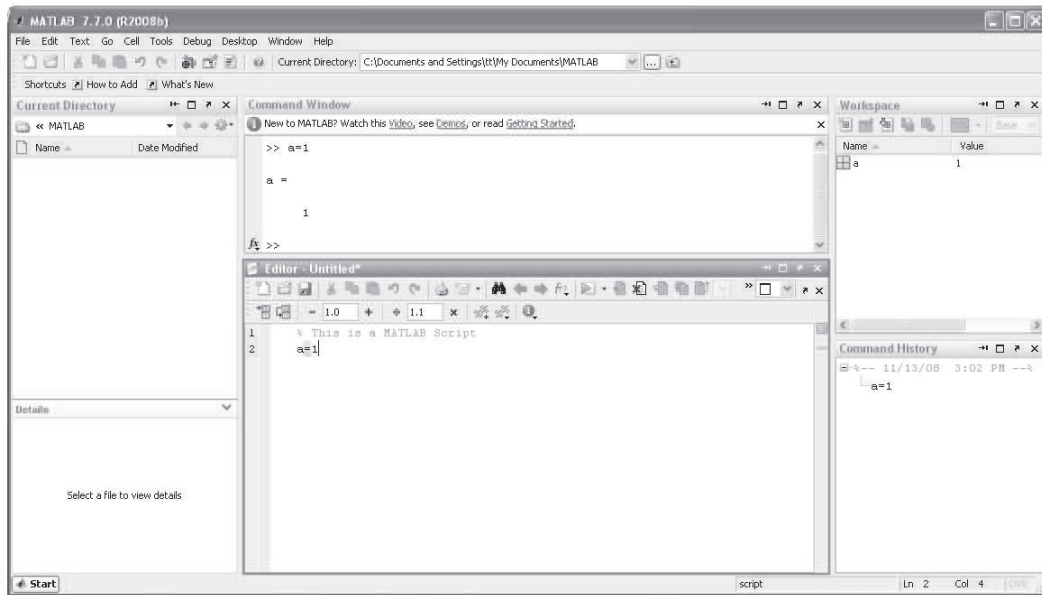 MATLAB 7.7.0 (R2008b)
File Edit Text Go Cell Tools Debug Desktop Window Help
Current Directory: C:\Documents and Settings\tt\My Documents\MATLAB
Shortcuts How to Add What's New
Current Directory
« MATLAB
Name Date Modified
Details
Select a file to view details
Command Window
New to MATLAB? Watch this Video, see Demos, or read Getting Started.
>> a=1
a =
1
fx >>
Editor - Untitled*
- 1.0 + ÷ 1.1 ×
1 % This is a MATLAB Script
2 a=1
Workspace
Base
Name Value
a 1
Command History
%-- 11/13/08 3:02 PM --%
a=1
Start
script Ln 2 Col 4 OVR